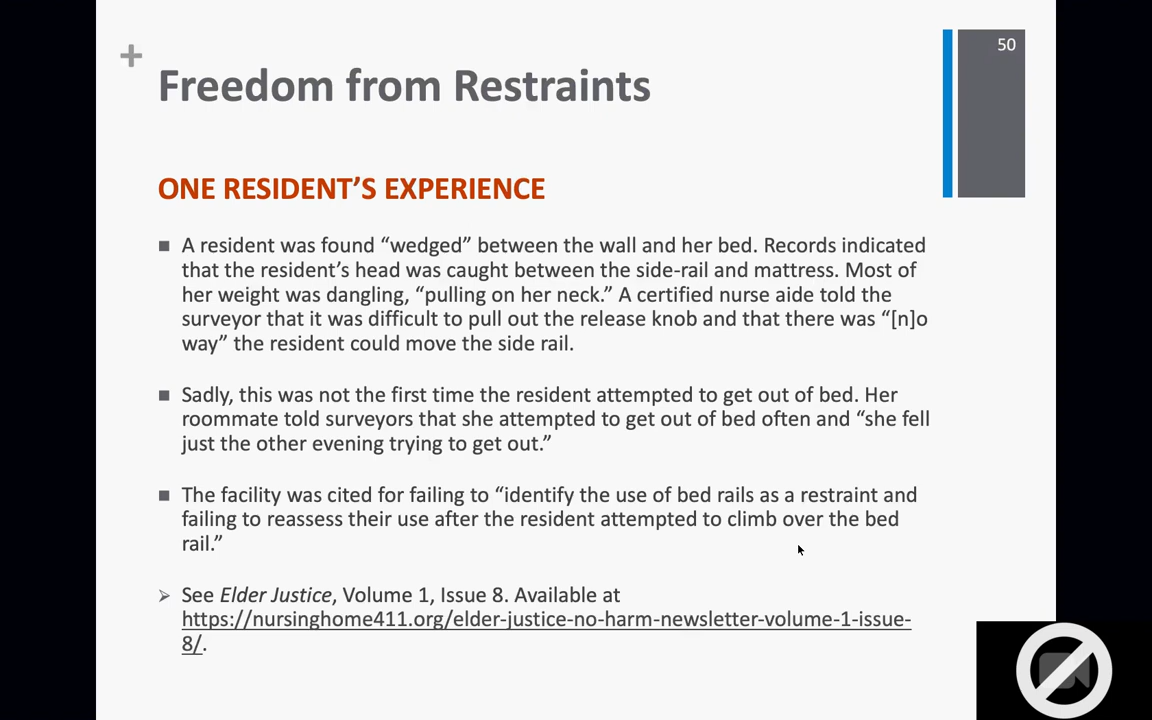 50
+
Freedom from Restraints
ONE RESIDENT’S EXPERIENCE
■ A resident was found “wedged” between the wall and her bed. Records indicated
that the resident’s head was caught between the side-rail and mattress. Most of
her weight was dangling, “pulling on her neck.” A certified nurse aide told the
surveyor that it was difficult to pull out the release knob and that there was “[n]o
way” the resident could move the side rail.
■ Sadly, this was not the first time the resident attempted to get out of bed. Her
roommate told surveyors that she attempted to get out of bed often and “she fell
just the other evening trying to get out.”
■ The facility was cited for failing to “identify the use of bed rails as a restraint and
failing to reassess their use after the resident attempted to climb over the bed
rail.”
➢ See Elder Justice, Volume 1, Issue 8. Available at
https://nursinghome411.org/elder-justice-no-harm-newsletter-volume-1-issue-
8/.